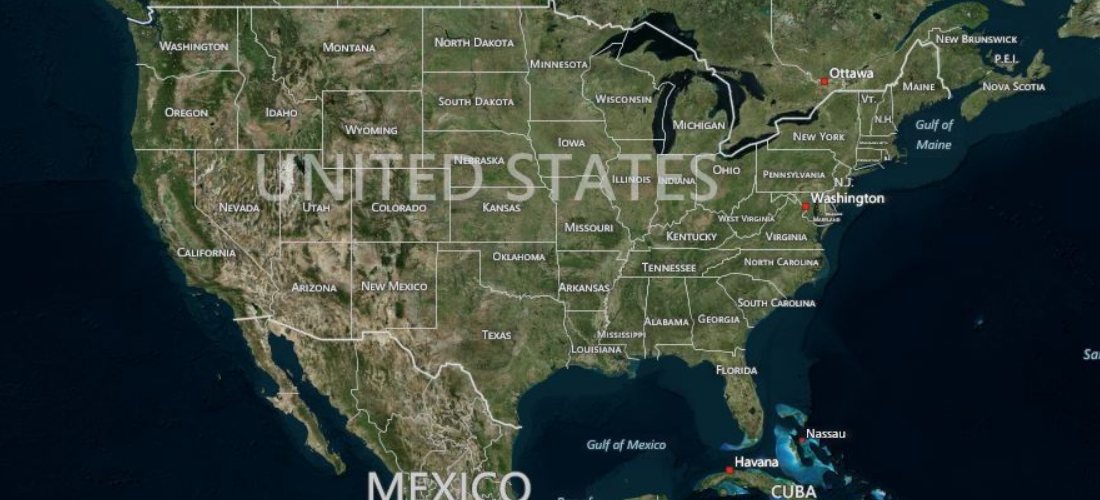 NEW BRUNSWICK
WASHINGTON
MONTANA
NORTH DAKOTA
MINNESOTA
P.E.I.
Ottawa
MAINE
NOVA SCOTIA
OREGON
IDAHO
SOUTH DAKOTA
WISCONSIN
VT.
WYOMING
MICHIGAN
N.H
Gulf of
Maine
NEW YORK
IOWA
NEBRASKA
UNITED STATES
OHIO
PENNSYLVANIA
ILLINOIS
INDIANA
N.J.
NEVADA
UTAH
COLORADO
KANSAS
Washington
MISSOURI
WEST VIRGINIA
MARYLAND
KENTUCKY
VIRGINIA
CALIFORNIA
OKLAHOMA
NORTH CAROLINA
TENNESSEE
ARIZONA
NEW MEXICO
ARKANSAS
SOUTH CAROLINA
ALABAMA
GEORGIA
TEXAS
MISSISSIPPI
LOUISIANA
FLORIDA
Gulf of Mexico
Nassau
Havana
MEXICO
CUBA